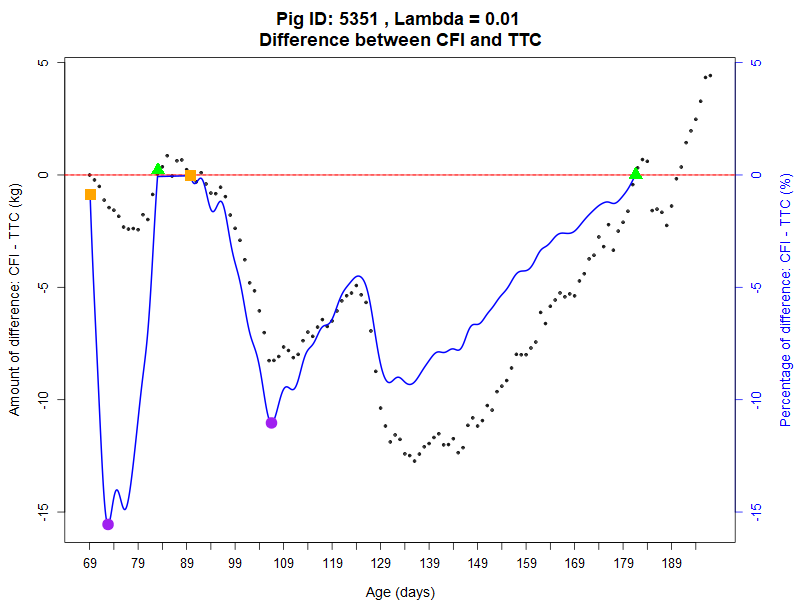 Pig ID: 5351 , Lambda = 0.01
Difference between CFI and TTC
5
0
-5
-10
-15
Amount of difference: CFI - TTC (kg)
5
0
-5
-10
-15
Percentage of difference: CFI - TTC (%)
69 79 89 99 109 119 129 139 149 159 169 179 189
Age (days)